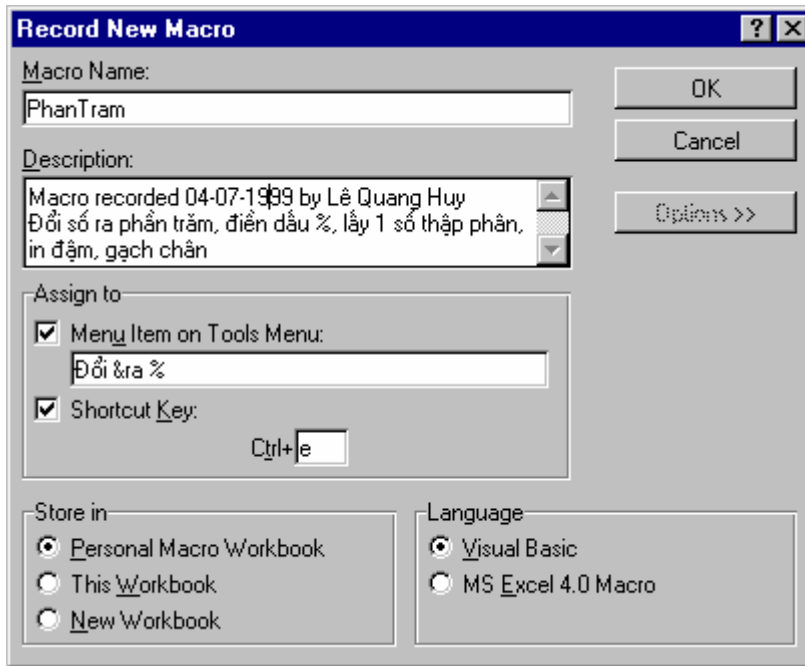 Record New Macro
Macro Name:
OK
PhanTram
Cancel
Description:
Macro recorded 04-07-1999 by Lê Quang Huy
Đổi số ra phần trăm, điền dấu %, lấy 1 số thập phân,
in đậm, gạch chân
Options >>
Assign to
Menu Item on Tools Menu:
Đổi &ra %
Shortcut Key:
Ctrl+e
Store in
Personal Macro Workbook
This Workbook
New Workbook
Language
Visual Basic
MS Excel 4.0 Macro